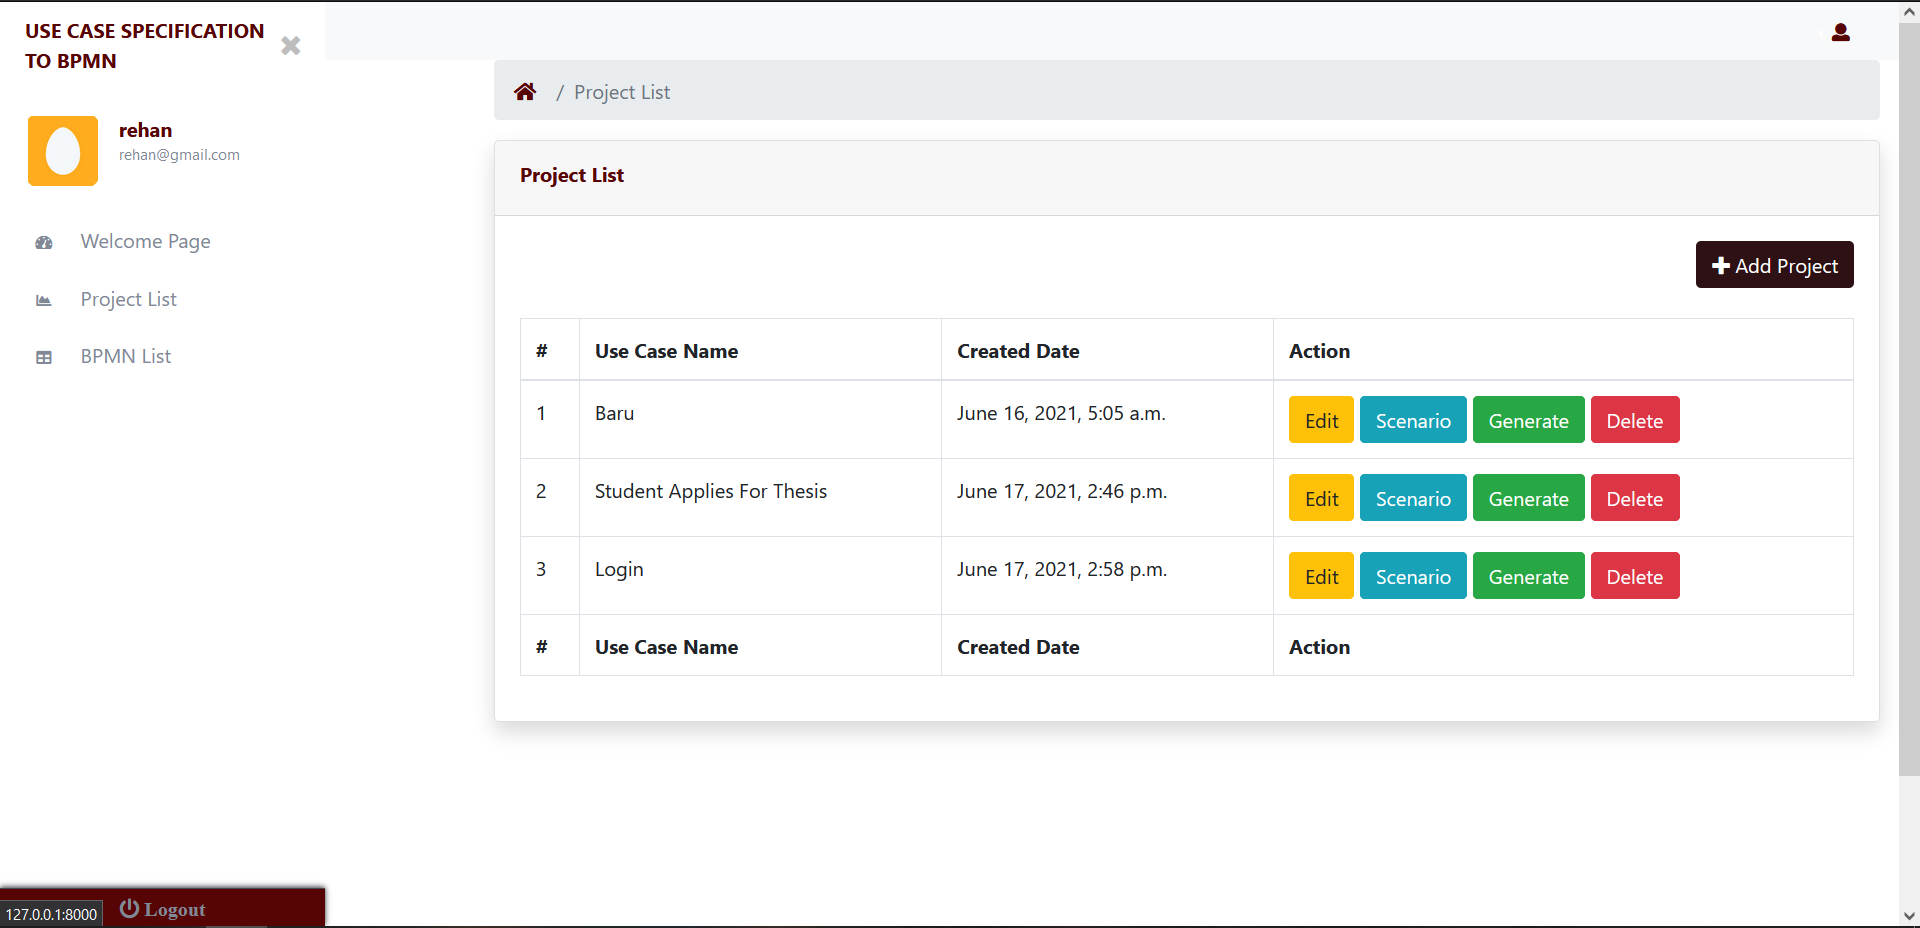 USE CASE SPECIFICATION
TO BPMN
rehan
rehan@gmail.com
Welcome Page
Project List
BPMN List
/ Project List
Project List
Add Project
# Use Case Name Created Date Action
1 Baru June 16, 2021, 5:05 a.m. Edit Scenario Generate Delete
2 Student Applies For Thesis June 17, 2021, 2:46 p.m. Edit Scenario Generate Delete
3 Login June 17, 2021, 2:58 p.m. Edit Scenario Generate Delete
# Use Case Name Created Date Action
127.0.0.1:8000 Logout